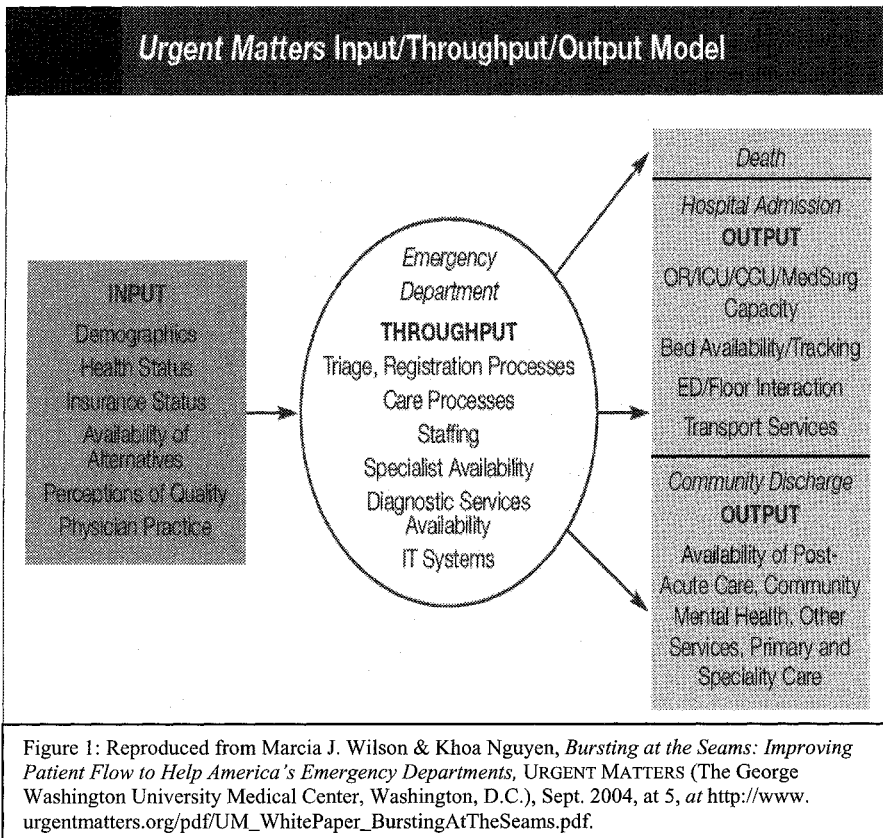 Urgent Matters Input/Throughput/Output Model
INPUT
Demographics
Health Status
Insurance Status
Availability of
Alternatives
Perceptions of Quality
Physician Practice
Emergency
Department
THROUGHPUT
Triage, Registration Processes
Care Processes
Staffing
Specialist Availability
Diagnostic Services
Availability
IT Systems
Death
Hospital Admission
OUTPUT
OR/ICU/CCU/MedSurg
Capacity
Bed Availability/Tracking
ED/Floor Interaction
Transport Services
Community Discharge
OUTPUT
Availability of Post-
Acute Care, Community
Mental Health, Other
Services, Primary and
Speciality Care
Figure 1: Reproduced from Marcia J. Wilson & Khoa Nguyen, Bursting at the Seams: Improving
Patient Flow to Help America's Emergency Departments, URGENT MATTERS (The George
Washington University Medical Center, Washington, D.C.), Sept. 2004, at 5, at http://www.
urgentmatters.org/pdf/UM_WhitePaper_BurstingAtTheSeams.pdf.